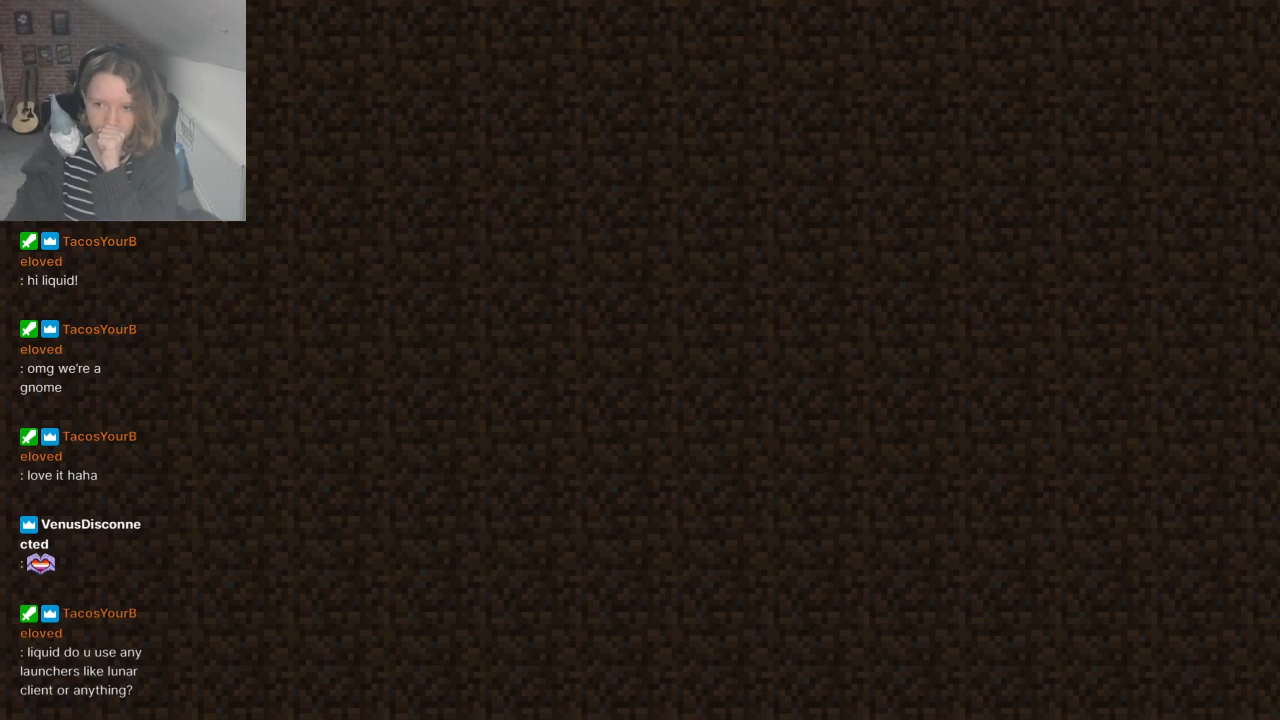 TacosYourB
eloved
: hi liquid!
TacosYourB
eloved
: omg we're a
gnome
TacosYourB
eloved
: love it haha
VenusDisconne
cted
:
TacosYourB
eloved
: liquid do u use any
launchers like lunar
client or anything?